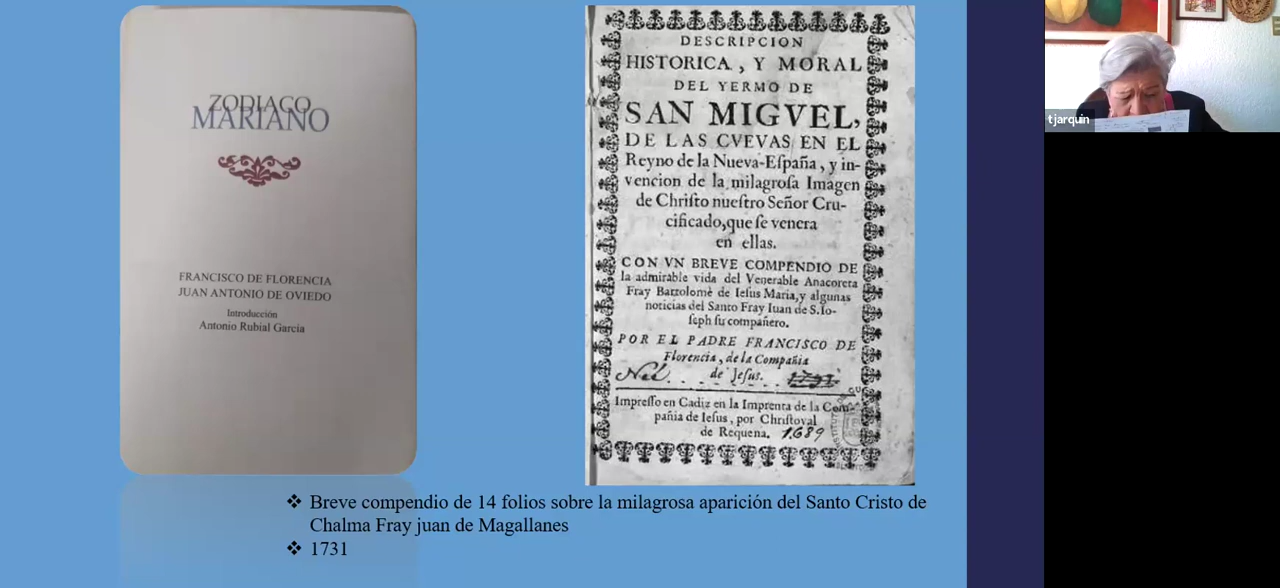 ZODIACO
MARIANO
FRANCISCO DE FLORENCIA
JUAN ANTONIO DE OVIEDO
Introducción
Antonio Rubial García
DESCRIPCION
HISTORICA, Y MORAL
DEL YERMO DE
SAN MIGVEL,
DE LAS CVEVAS EN EL
Reyno de la Nueva-Eſpaña, y in-
vencion de la milagroſa Imagen
de Chriſto nueſtro Señor Cru-
cificado, que ſe venera
en ellas.
CON VN BREVE COMPENDIO DE
la admirable vida del Venerable Anacoreta
Fray Bartolomè de Ieſus Maria, y algunas
noticias del Santo Fray Iuan de S. Io-
ſeph ſu compañero.
POR EL PADRE FRANCISCO DE
Florencia, de la Compañia
de Jeſus.
Impreſſo en Cadiz en la Imprenta de la Com-
pañia de Ieſus, por Chriſtoval
de Requena. 1689
❖ Breve compendio de 14 folios sobre la milagrosa aparición del Santo Cristo de
Chalma Fray juan de Magallanes
❖ 1731
tjarquin